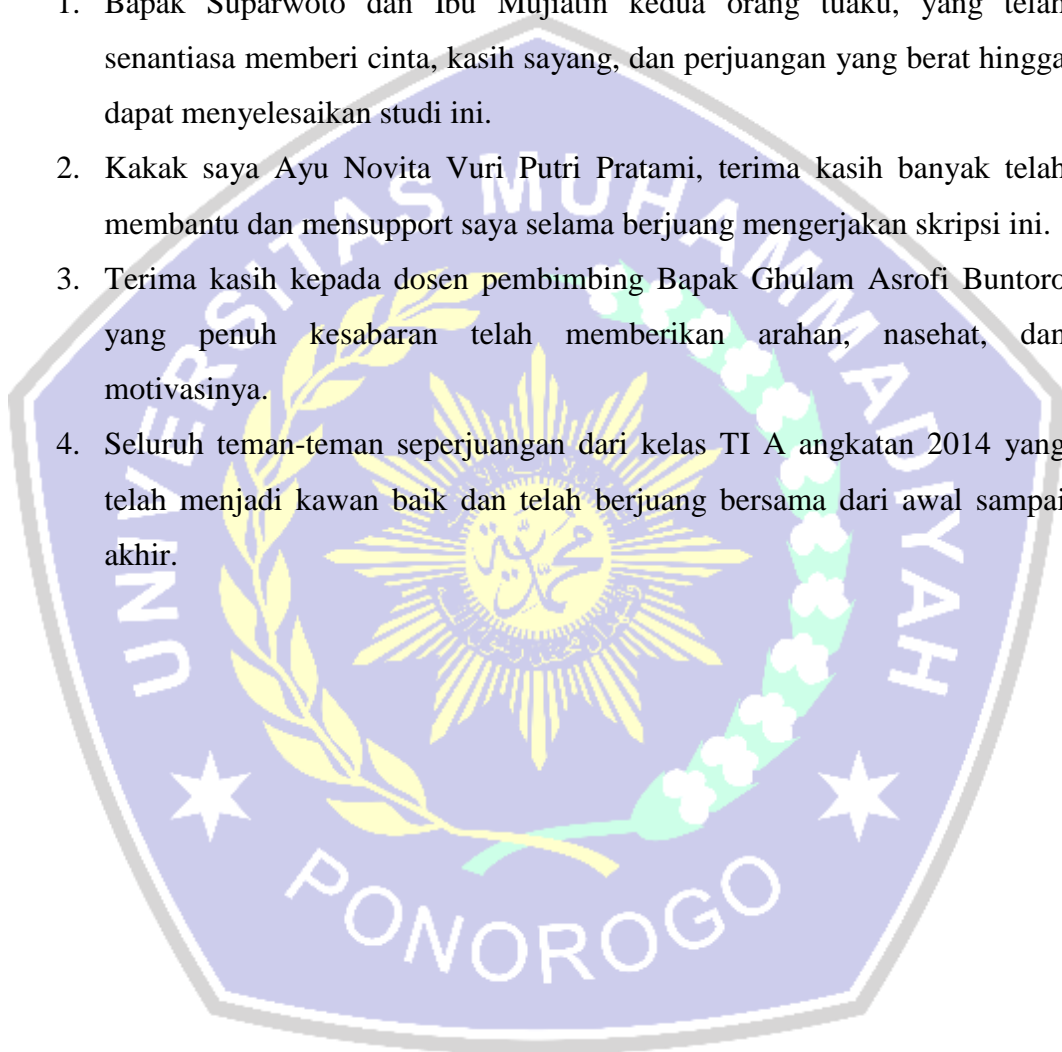 1. Bapak Suparwoto dan Ibu Mujiatin kedua orang tuaku, yang telah
senantiasa memberi cinta, kasih sayang, dan perjuangan yang berat hingga
dapat menyelesaikan studi ini.
2. Kakak saya Ayu Novita Vuri Putri Pratami, terima kasih banyak telah
membantu dan mensupport saya selama berjuang mengerjakan skripsi ini.
3. Terima kasih kepada dosen pembimbing Bapak Ghulam Asrofi Buntoro
yang penuh kesabaran telah memberikan arahan, nasehat, dan
motivasinya.
4. Seluruh teman-teman seperjuangan dari kelas TI A angkatan 2014 yang
telah menjadi kawan baik dan telah berjuang bersama dari awal sampai
akhir.
UNIVERSITAS MUHAMMADIYAH
PONOROGO